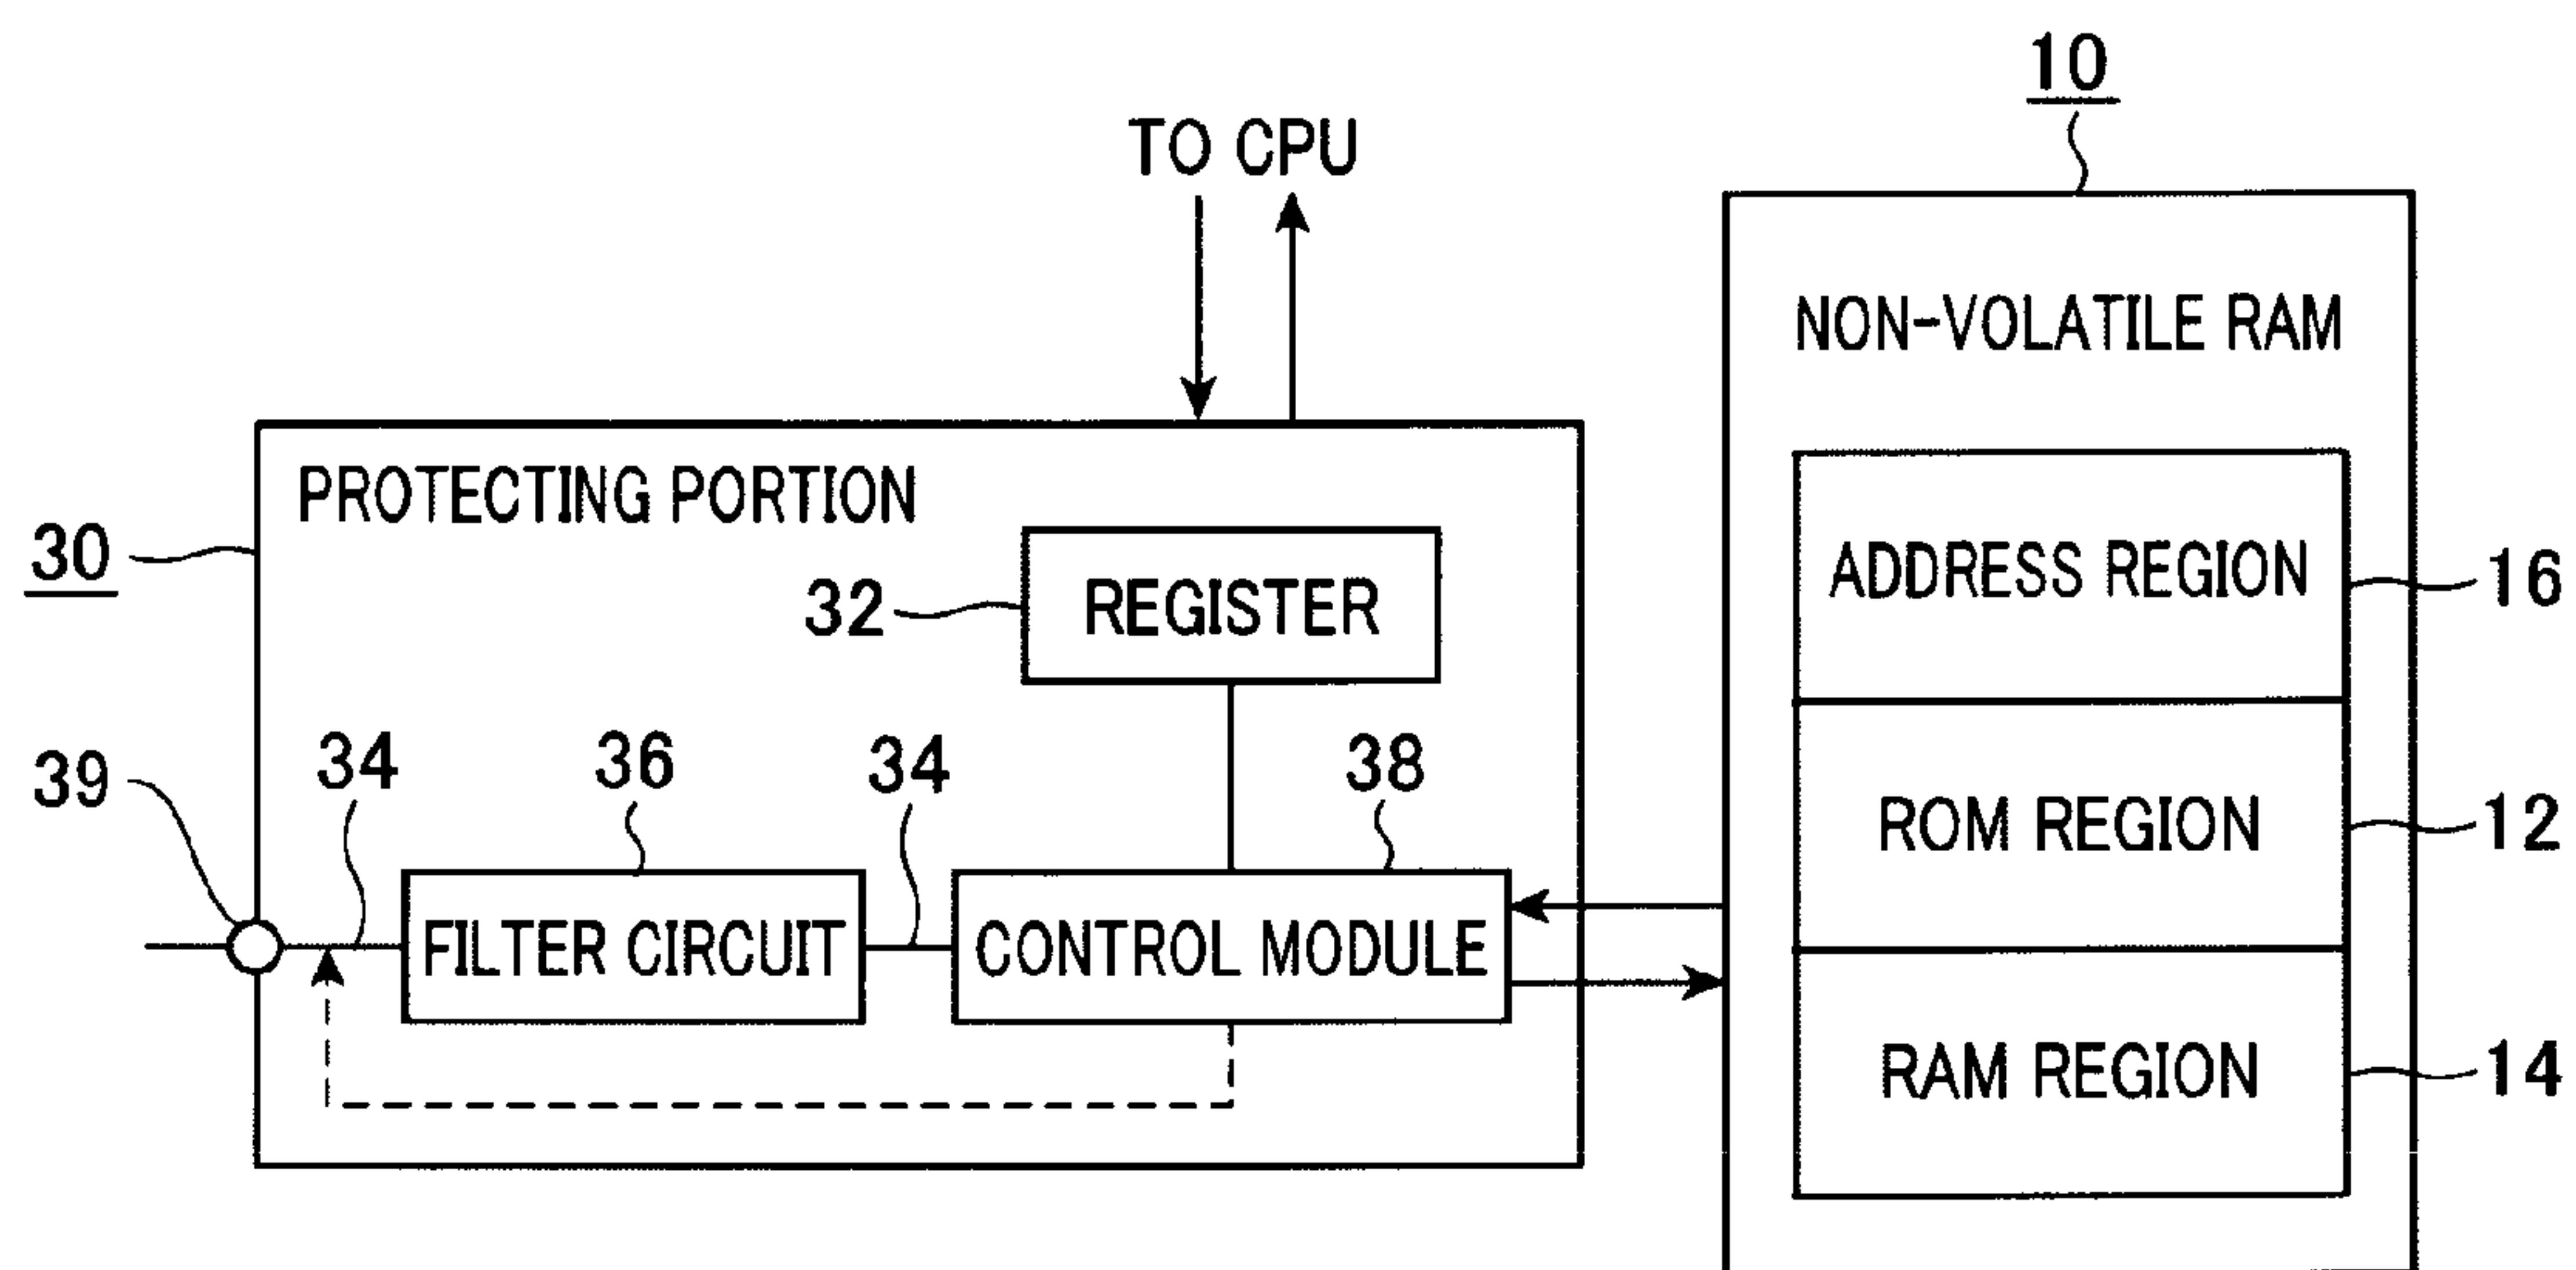 10
TO CPU
NON-VOLATILE RAM
PROTECTING PORTION
30
32
REGISTER
ADDRESS REGION
16
39
34
36
34
38
ROM REGION
12
FILTER CIRCUIT
CONTROL MODULE
RAM REGION
14